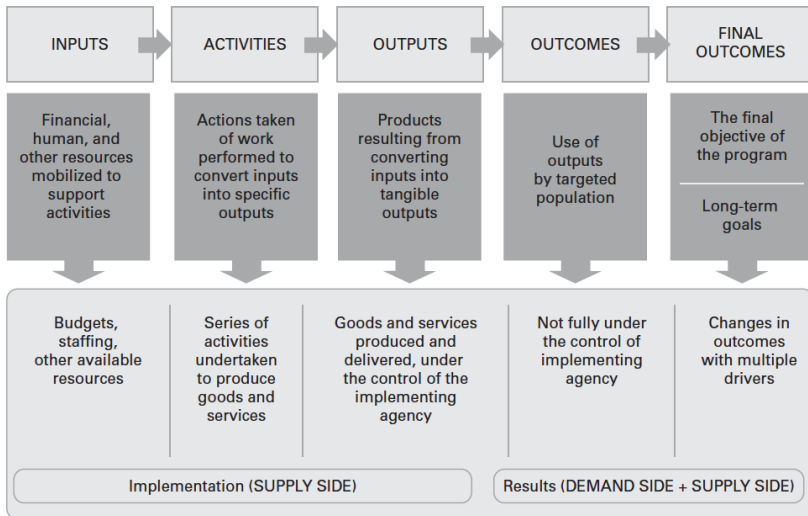 INPUTS
ACTIVITIES
OUTPUTS
OUTCOMES
FINAL
OUTCOMES
Financial,
human, and
other resources
mobilized to
support
activities
Actions taken
of work
performed to
convert inputs
into specific
outputs
Products
resulting from
converting
inputs into
tangible
outputs
Use of
outputs
by targeted
population
The final
objective of
the program
Long-term
goals
Budgets,
staffing,
other available
resources
Series of
activities
undertaken
to produce
goods and
services
Goods and services
produced and
delivered, under
the control of the
implementing
agency
Not fully under
the control of
implementing
agency
Changes in
outcomes
with multiple
drivers
Implementation (SUPPLY SIDE)
Results (DEMAND SIDE + SUPPLY SIDE)